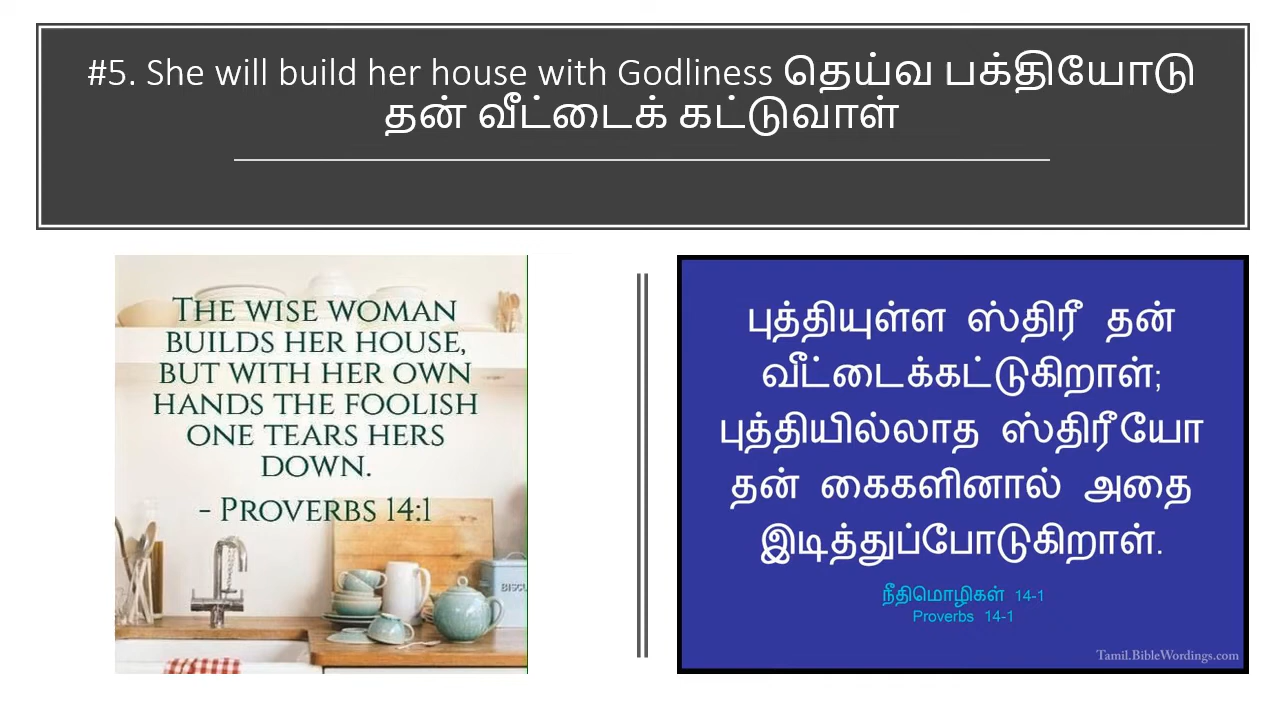 #5. She will build her house with Godliness தெய்வ பக்தியோடு
தன் வீட்டைக் கட்டுவாள்
THE WISE WOMAN
BUILDS HER HOUSE,
BUT WITH HER OWN
HANDS THE FOOLISH
ONE TEARS HERS
DOWN.
- PROVERBS 14:1
BISCU
புத்தியுள்ள ஸ்திரீ தன்
வீட்டைக்கட்டுகிறாள்;
புத்தியில்லாத ஸ்திரீயோ
தன் கைகளினால் அதை
இடித்துப்போடுகிறாள்.
நீதிமொழிகள் 14-1
Proverbs 14-1
Tamil.BibleWordings.com